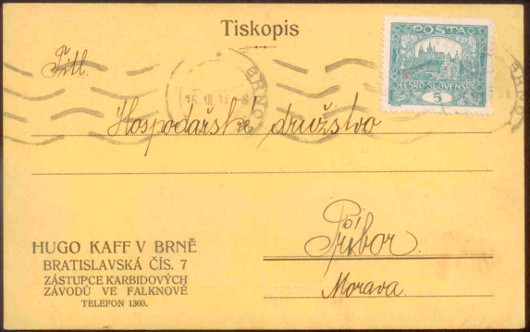 Tiskopis
POSTA
ČESKO-SLOVENSKÁ
5
BRNO
Titl.
Hospodářské družstvo
Příbor.
Morava
HUGO KAFF V BRNĚ
BRATISLAVSKÁ ČÍS. 7
ZÁSTUPCE KARBIDOVÝCH
ZÁVODŮ VE FALKNOVĚ
TELEFON 1360.